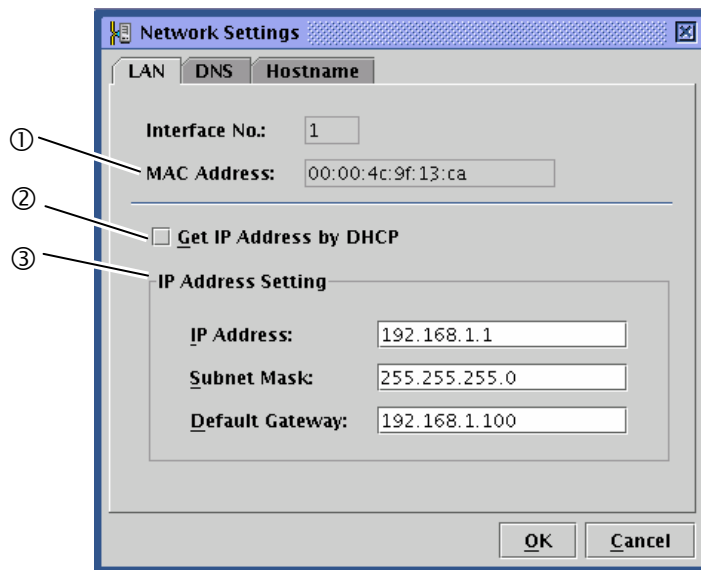 Network Settings
LAN DNS Hostname
Interface No.: 1
① MAC Address: 00:00:4c:9f:13:ca
② Get IP Address by DHCP
③ IP Address Setting
IP Address: 192.168.1.1
Subnet Mask: 255.255.255.0
Default Gateway: 192.168.1.100
OK Cancel